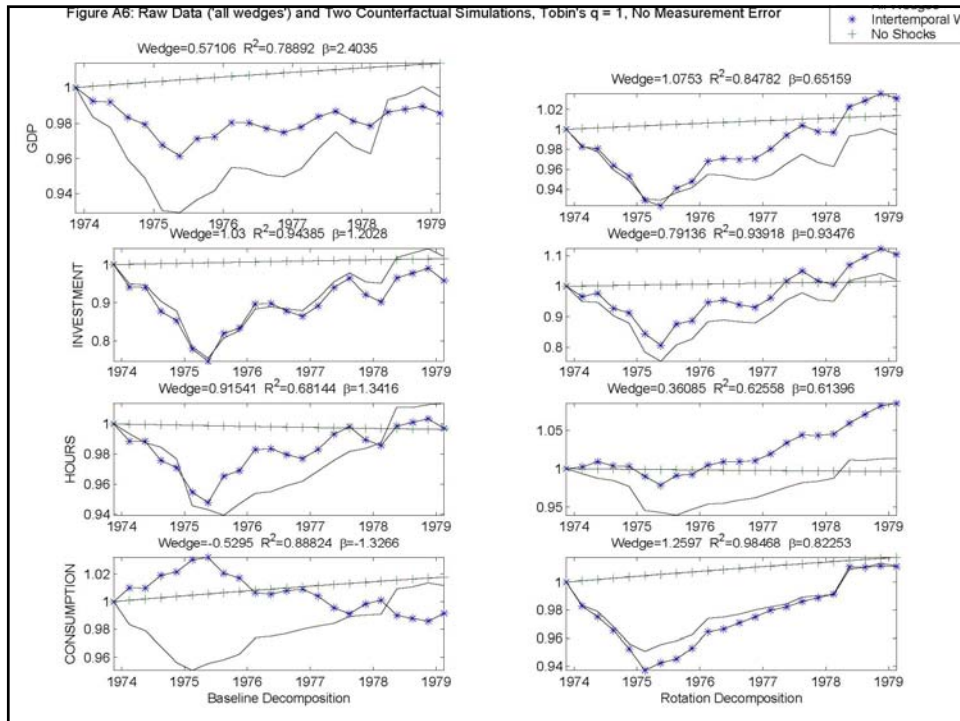 Figure A6: Raw Data ('all wedges') and Two Counterfactual Simulations, Tobin's q = 1, No Measurement Error
Intertemporal W
No Shocks
Wedge=0.57106 R²=0.78892 β=2.4035
1
0.98
0.96
0.94
GDP
1974 1975 1976 1977 1978 1979
Wedge=1.0753 R²=0.84782 β=0.65159
1.02
1
0.98
0.96
0.94
1974 1975 1976 1977 1978 1979
Wedge=1.03 R²=0.94385 β=1.2028
1
0.9
0.8
INVESTMENT
1974 1975 1976 1977 1978 1979
Wedge=0.79136 R²=0.93918 β=0.93476
1.1
1
0.9
0.8
1974 1975 1976 1977 1978 1979
Wedge=0.91541 R²=0.68144 β=1.3416
1
0.98
0.96
0.94
HOURS
1974 1975 1976 1977 1978 1979
Wedge=0.36085 R²=0.62558 β=0.61396
1.05
1
0.95
1974 1975 1976 1977 1978 1979
Wedge=-0.5295 R²=0.88824 β=-1.3266
1.02
1
0.98
0.96
CONSUMPTION
1974 1975 1976 1977 1978 1979
Baseline Decomposition
Wedge=1.2597 R²=0.98468 β=0.82253
1
0.98
0.96
0.94
1974 1975 1976 1977 1978 1979
Rotation Decomposition